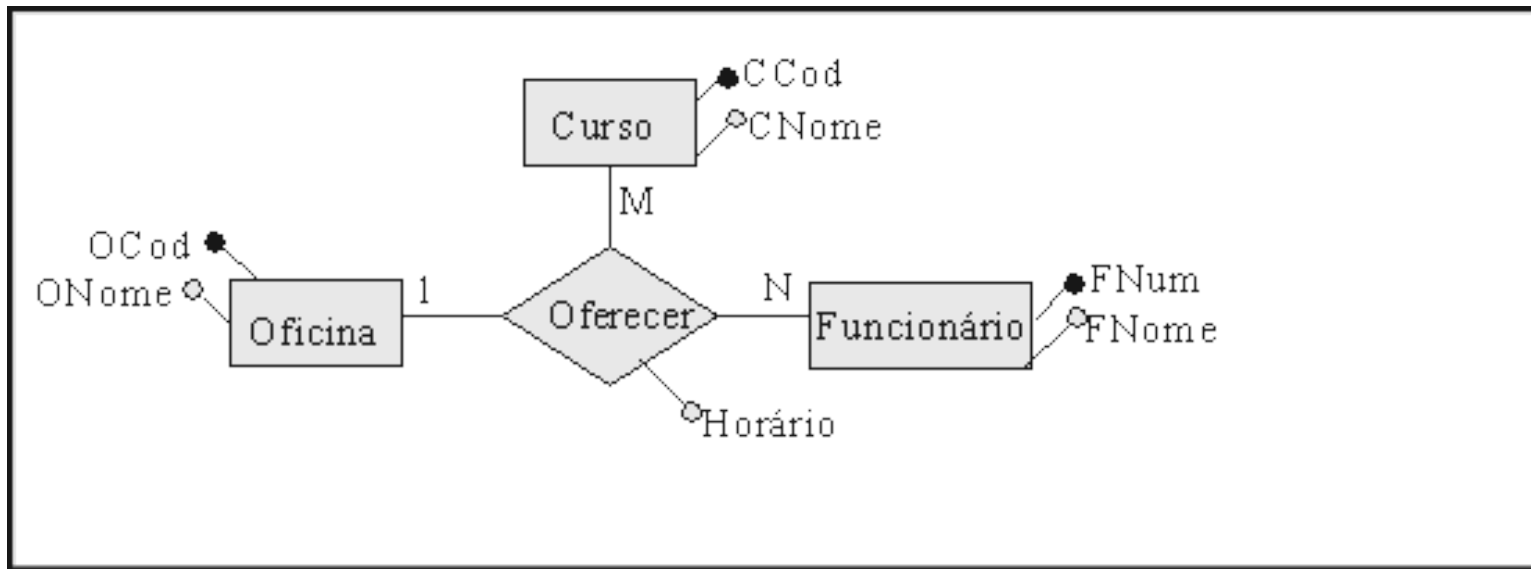 CCod
Curso
CNome
M
OCod
ONome
1
N
FNum
Oficina
Oferecer
Funcionário
FNome
Horário